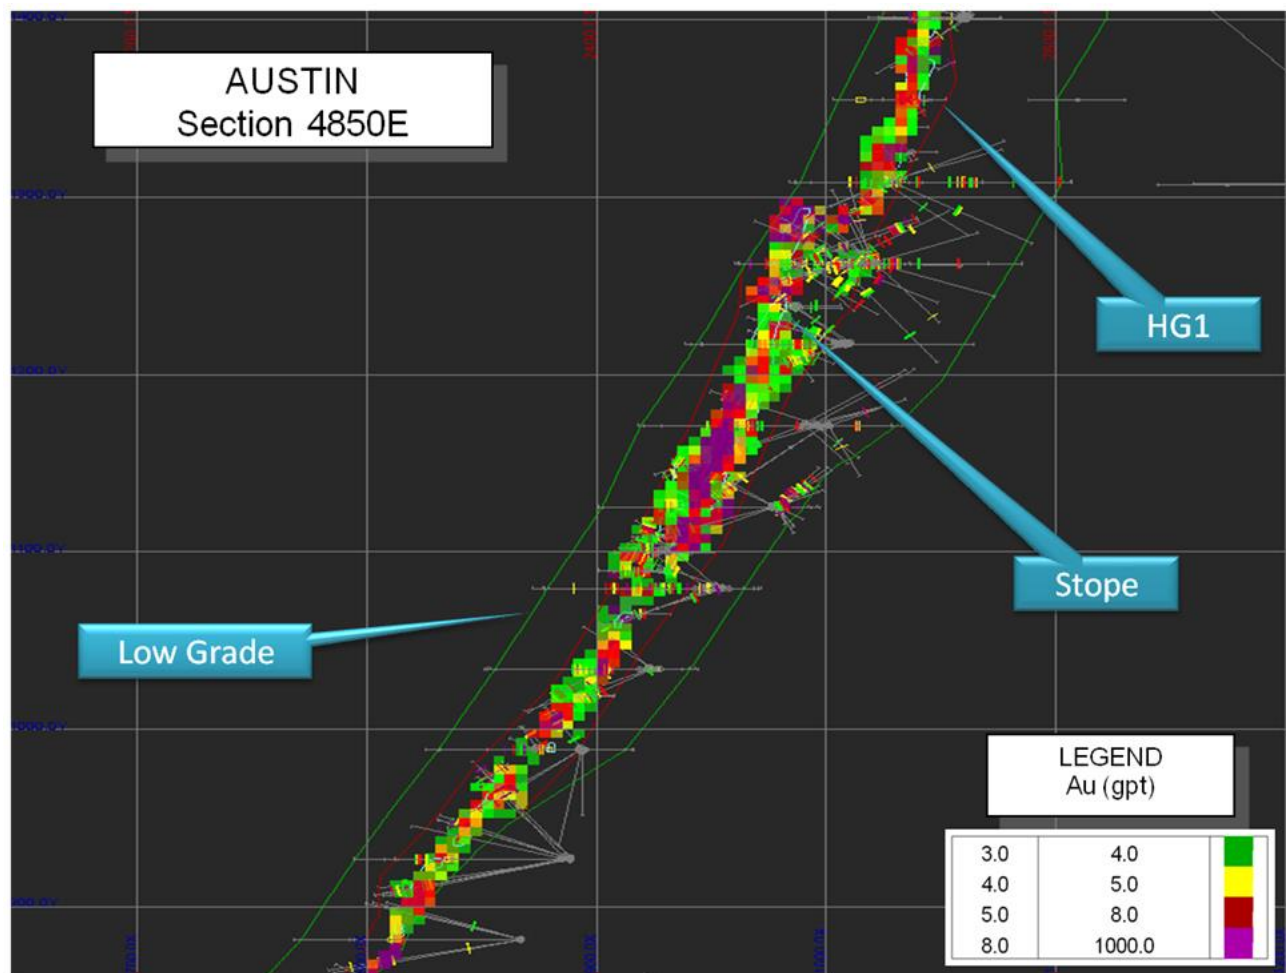 AUSTIN
Section 4850E
HG1
Stope
Low Grade
LEGEND
Au (gpt)
3.0 4.0
4.0 5.0
5.0 8.0
8.0 1000.0